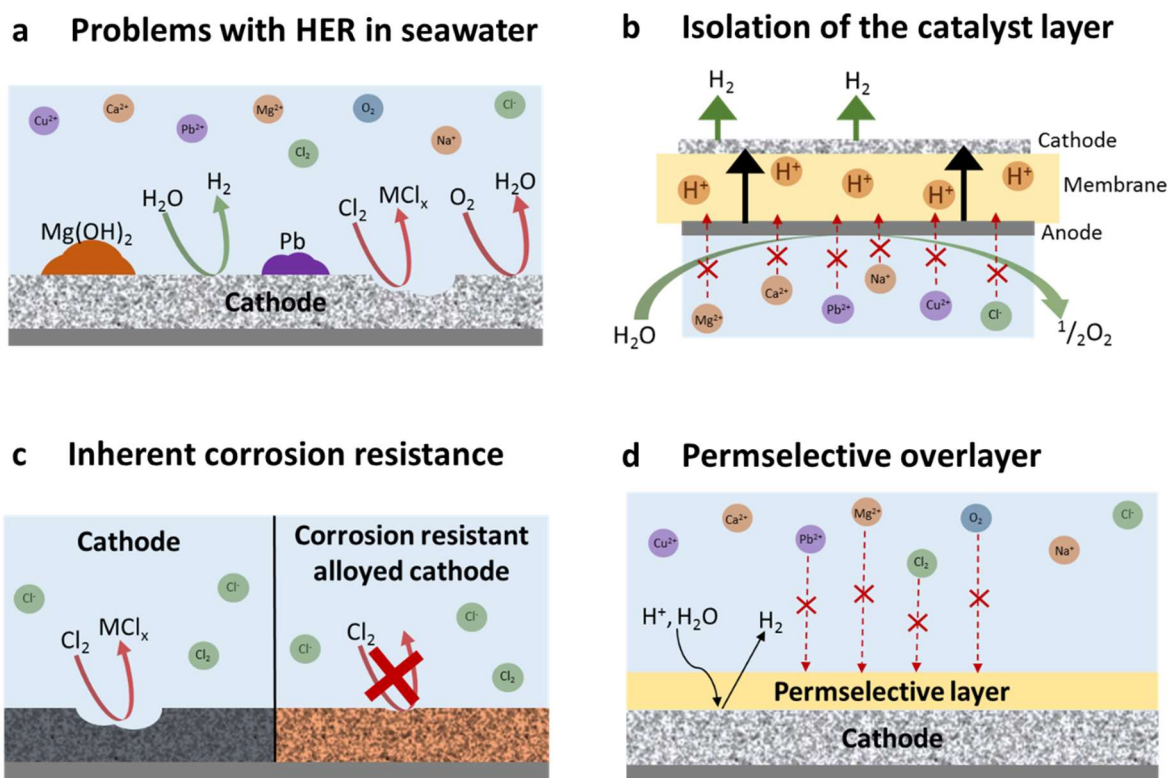 a Problems with HER in seawater
Cu²⁺
Ca²⁺
Pb²⁺
Mg²⁺
O₂
Cl⁻
Cl₂
Na⁺
H₂O
H₂
Cl₂
MClₓ
O₂
H₂O
Mg(OH)₂
Pb
Cathode
b Isolation of the catalyst layer
H₂
H₂
Cathode
H⁺
H⁺
H⁺
H⁺
H⁺
Membrane
Anode
Mg²⁺
Ca²⁺
Pb²⁺
Na⁺
Cu²⁺
Cl⁻
H₂O
¹/₂O₂
c Inherent corrosion resistance
Cathode
Cl⁻
Cl⁻
Cl₂
MClₓ
Cl₂
Corrosion resistant
alloyed cathode
Cl⁻
Cl₂
Cl⁻
Cl₂
d Permselective overlayer
Cu²⁺
Ca²⁺
Pb²⁺
Mg²⁺
Cl₂
O₂
Na⁺
Cl⁻
H⁺, H₂O
H₂
Permselective layer
Cathode